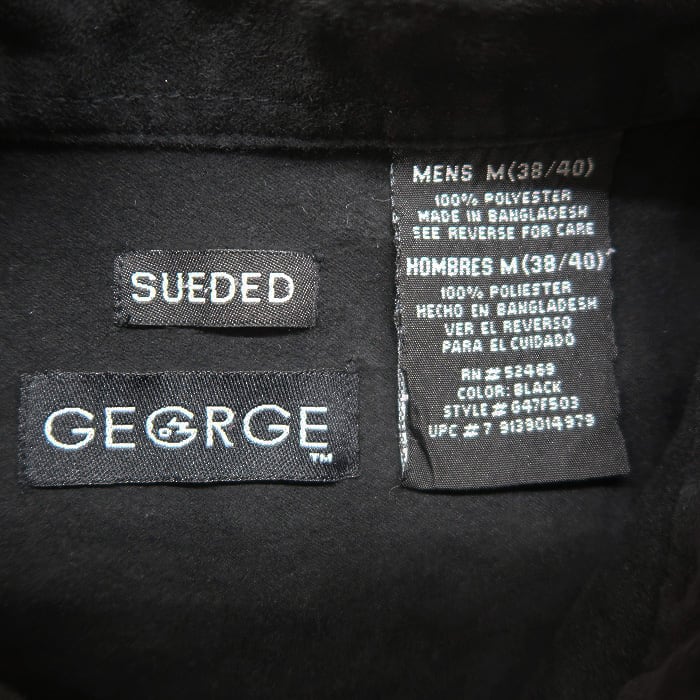 SUEDED
GEORGE
™
MENS M(38/40)
100% POLYESTER
MADE IN BANGLADESH
SEE REVERSE FOR CARE
HOMBRES M(38/40)
100% POLIESTER
HECHO EN BANGLADESH
VER EL REVERSO
PARA EL CUIDADO
RN# 52469
COLOR: BLACK
STYLE# G47FS03
UPC # 7 9139014979